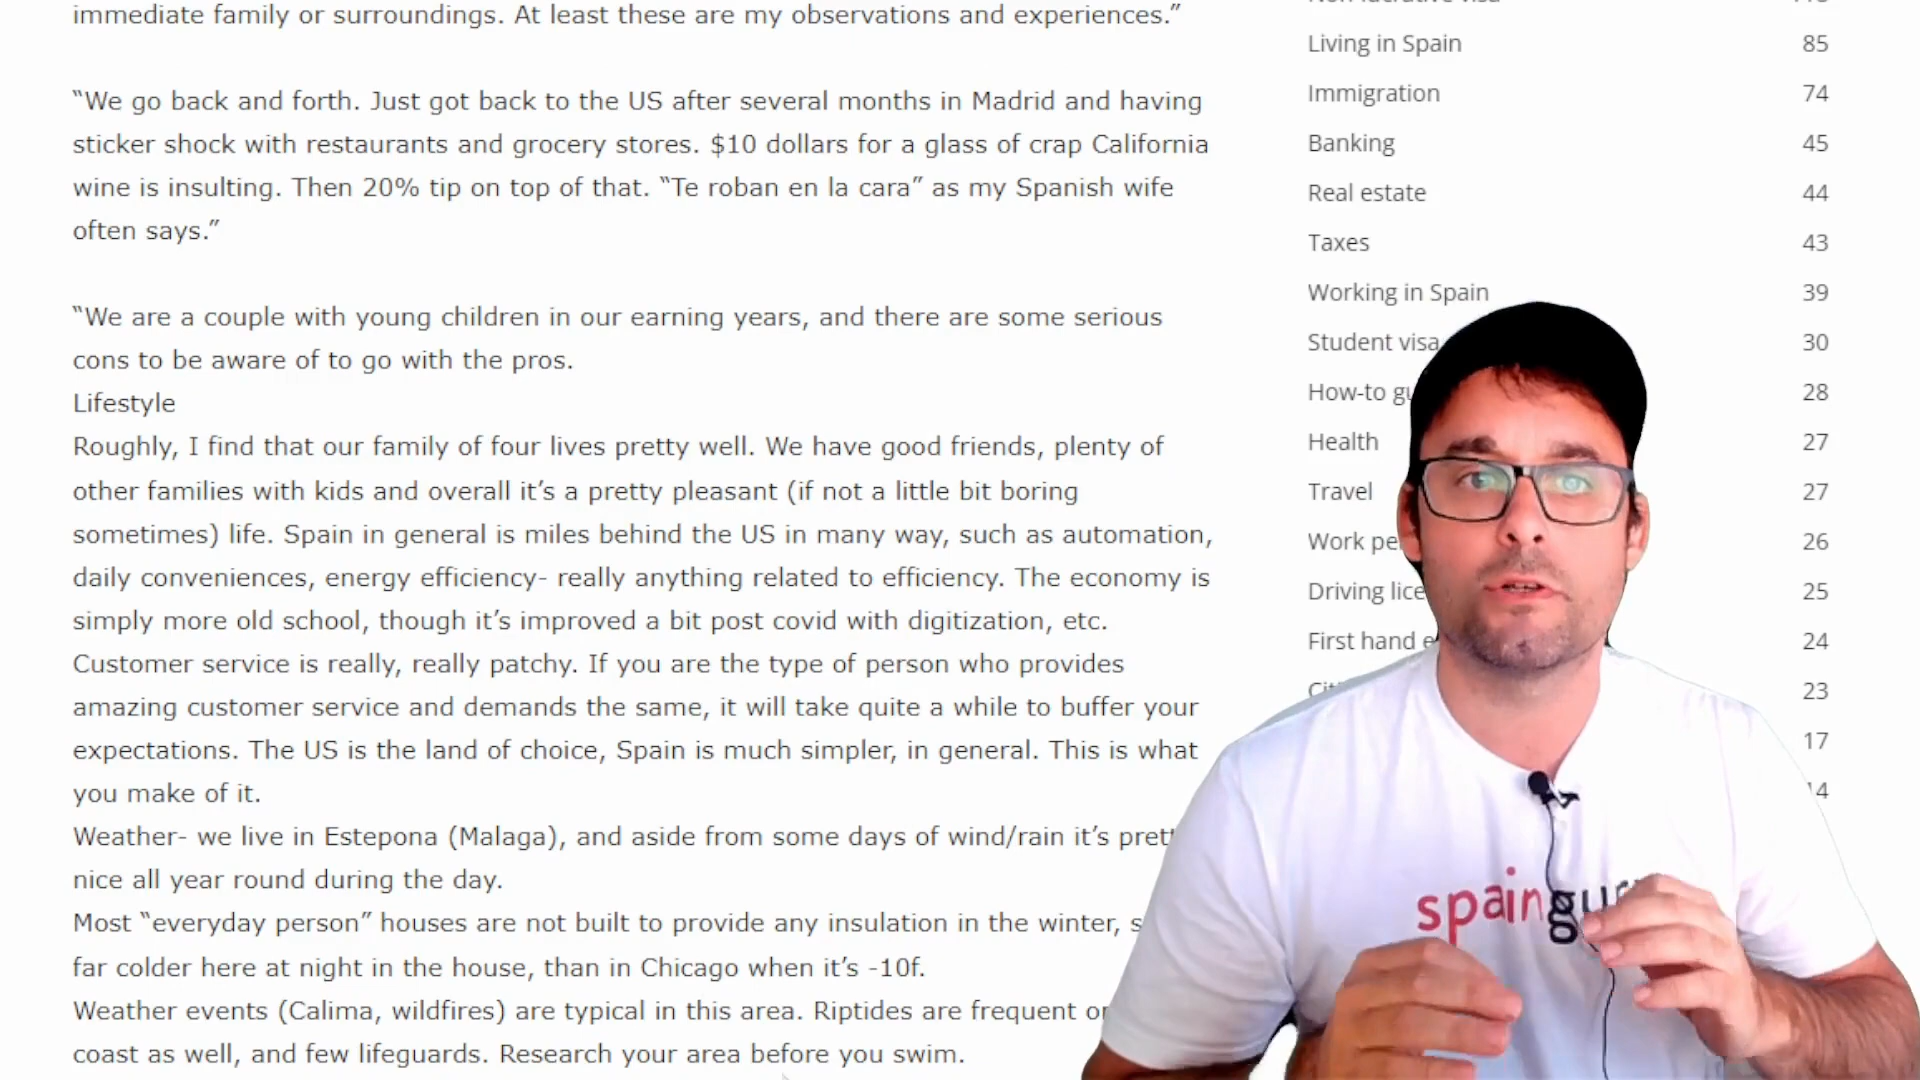 immediate family or surroundings. At least these are my observations and experiences.”
“We go back and forth. Just got back to the US after several months in Madrid and having
sticker shock with restaurants and grocery stores. $10 dollars for a glass of crap California
wine is insulting. Then 20% tip on top of that. “Te roban en la cara” as my Spanish wife
often says.”
“We are a couple with young children in our earning years, and there are some serious
cons to be aware of to go with the pros.
Lifestyle
Roughly, I find that our family of four lives pretty well. We have good friends, plenty of
other families with kids and overall it’s a pretty pleasant (if not a little bit boring
sometimes) life. Spain in general is miles behind the US in many way, such as automation,
daily conveniences, energy efficiency- really anything related to efficiency. The economy is
simply more old school, though it’s improved a bit post covid with digitization, etc.
Customer service is really, really patchy. If you are the type of person who provides
amazing customer service and demands the same, it will take quite a while to buffer your
expectations. The US is the land of choice, Spain is much simpler, in general. This is what
you make of it.
Weather- we live in Estepona (Malaga), and aside from some days of wind/rain it’s prett
nice all year round during the day.
Most “everyday person” houses are not built to provide any insulation in the winter, s
far colder here at night in the house, than in Chicago when it’s -10f.
Weather events (Calima, wildfires) are typical in this area. Riptides are frequent or
coast as well, and few lifeguards. Research your area before you swim.
Living in Spain 85
Immigration 74
Banking 45
Real estate 44
Taxes 43
Working in Spain 39
Student visa 30
How-to gu 28
Health 27
Travel 27
Work pe 26
Driving lice 25
First hand e 24
Cit 23
17
14
spaingur